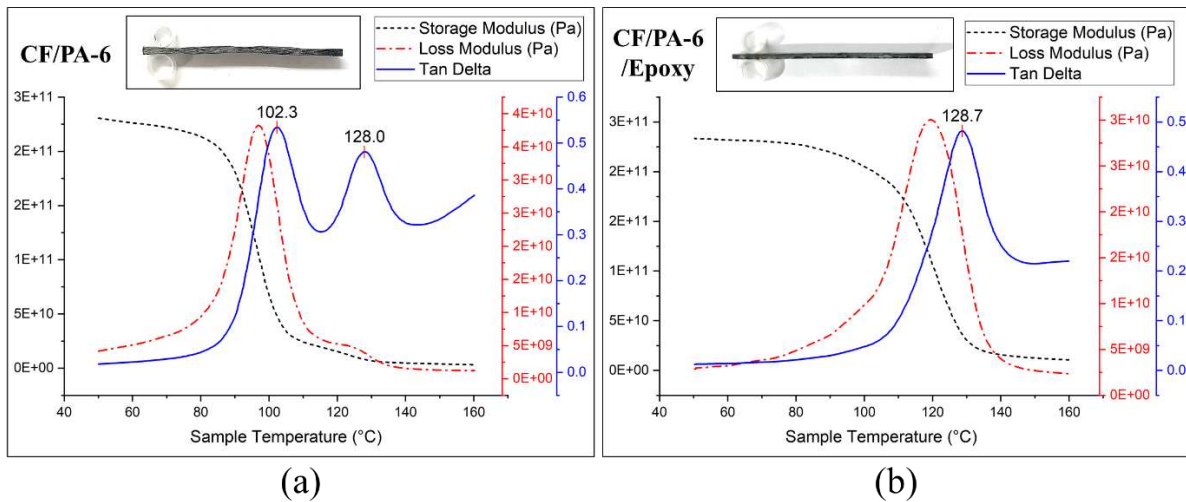 CF/PA-6
Storage Modulus (Pa)
Loss Modulus (Pa)
Tan Delta
3E+11
2E+11
2E+11
1E+11
5E+10
0E+00
102.3
128.0
4E+10
4E+10
3E+10
3E+10
2E+10
2E+10
1E+10
5E+09
0E+00
0.6
0.5
0.4
0.3
0.2
0.1
0.0
40 60 80 100 120 140 160
Sample Temperature (°C)
(a)
CF/PA-6
/Epoxy
Storage Modulus (Pa)
Loss Modulus (Pa)
Tan Delta
3E+11
2E+11
2E+11
1E+11
5E+10
0E+00
128.7
3E+10
3E+10
2E+10
2E+10
1E+10
5E+09
0E+00
0.5
0.4
0.3
0.2
0.1
0.0
40 60 80 100 120 140 160
Sample Temperature (°C)
(b)